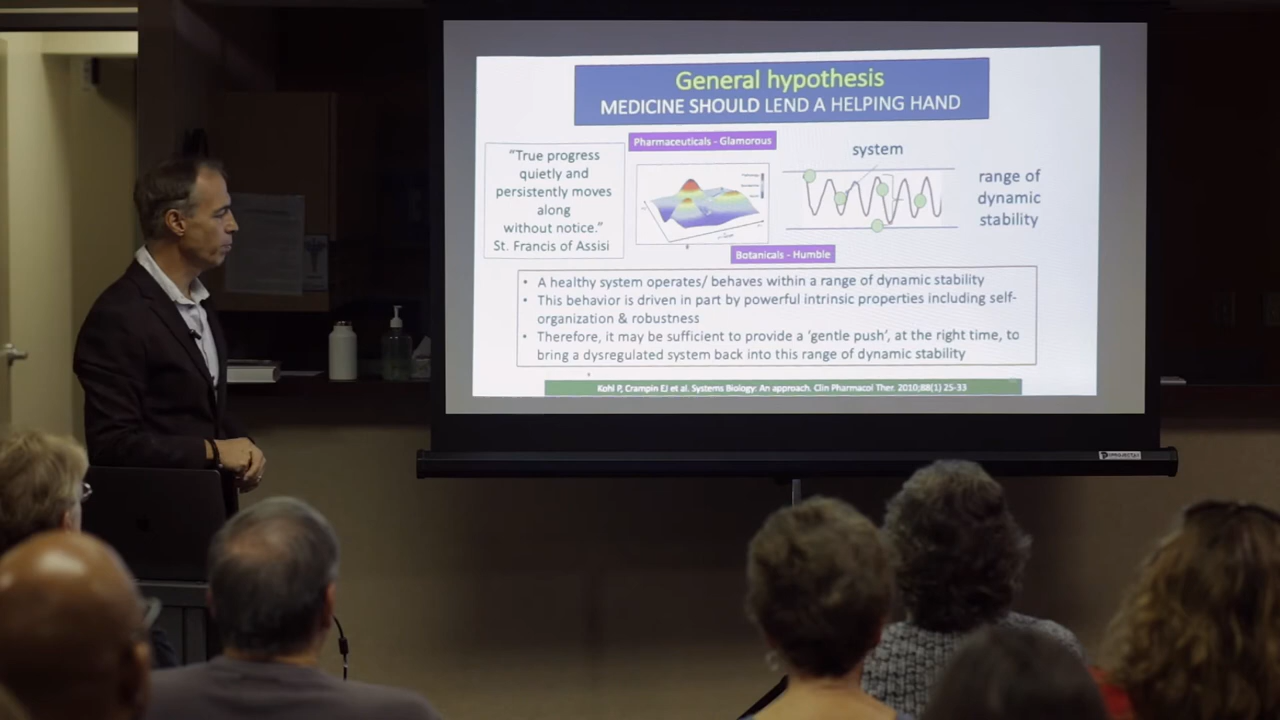 General hypothesis
MEDICINE SHOULD LEND A HELPING HAND
Pharmaceuticals - Glamorous
"True progress
quietly and
persistently moves
along
without notice."
St. Francis of Assisi
system
range of
dynamic
stability
Botanicals - Humble
• A healthy system operates/ behaves within a range of dynamic stability
• This behavior is driven in part by powerful intrinsic properties including self-
organization & robustness
• Therefore, it may be sufficient to provide a 'gentle push', at the right time, to
bring a dysregulated system back into this range of dynamic stability
Kohl P, Crampin EJ et al. Systems Biology: An approach. Clin Pharmacol Ther. 2010;88(1) 25-33